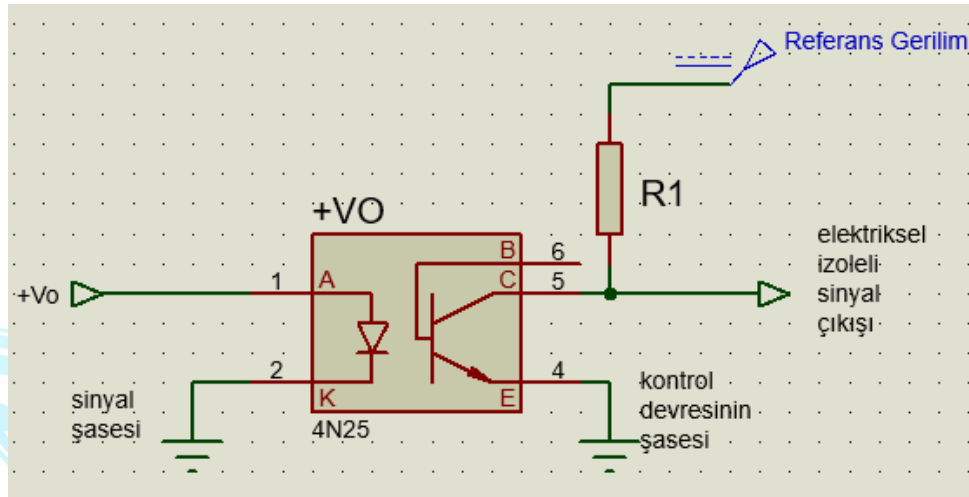 Referans Gerilim
R1
+VO
elektriksel
izoleli
sinyal
çıkışı
B
6
+Vo
1
A
C
5
2
K
E
4
sinyal
şasesi
4N25
kontrol
devresinin
şasesi